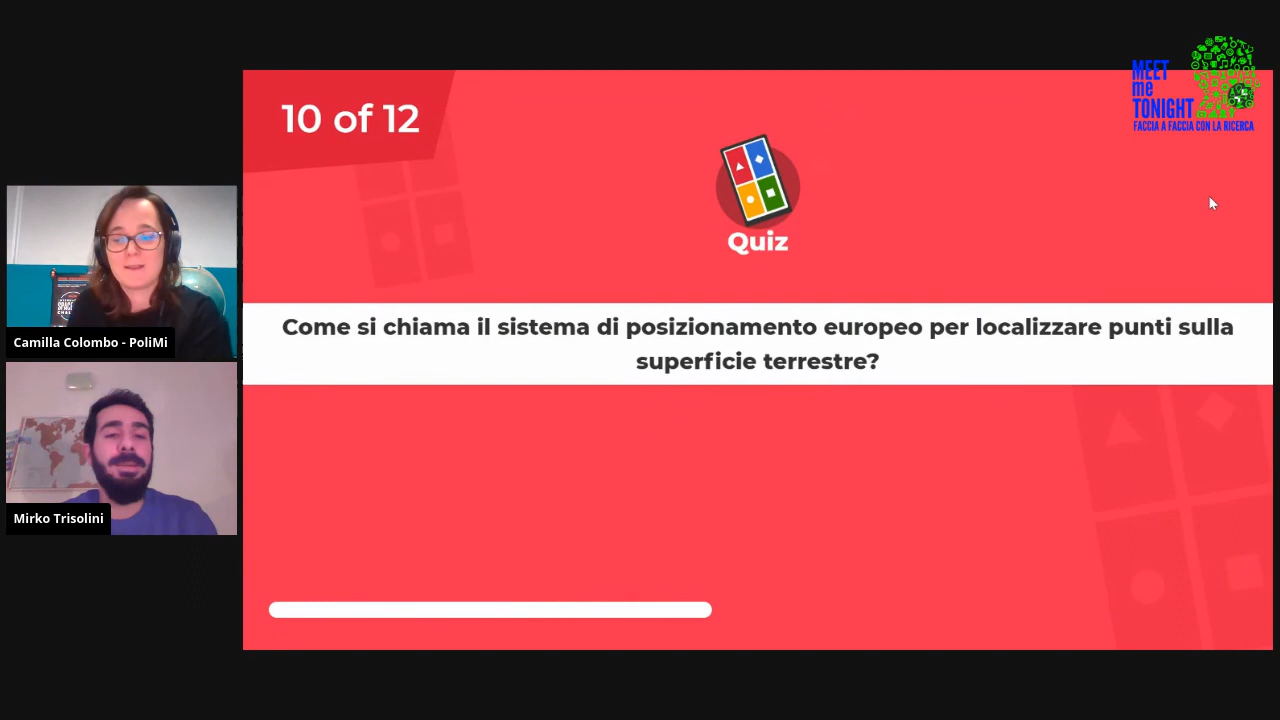 10 of 12
Quiz
Come si chiama il sistema di posizionamento europeo per localizzare punti sulla
superficie terrestre?
MEET
me
TONIGHT
FACCIA A FACCIA CON LA RICERCA
Camilla Colombo - PoliMi
Mirko Trisolini